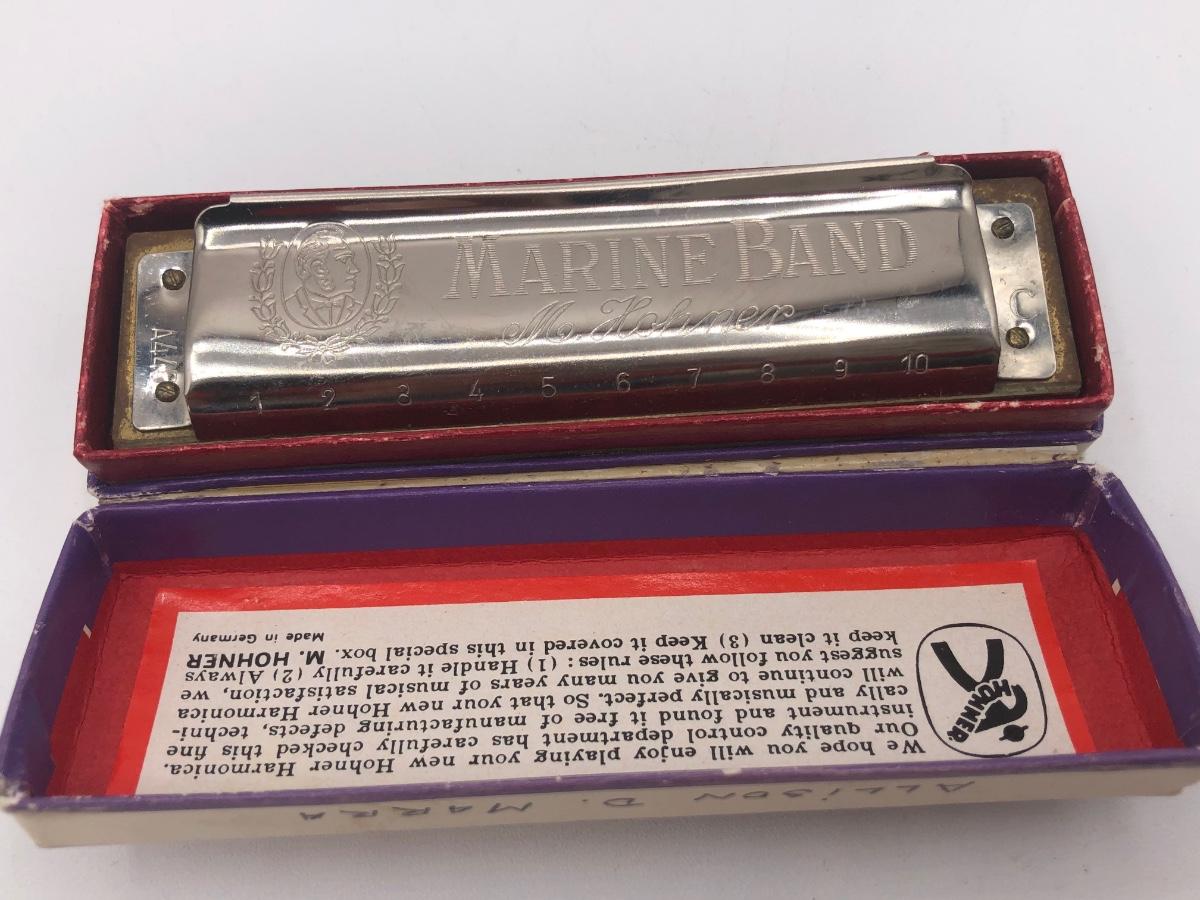 MARINE BAND
M. Hohner
A440
C
1 2 3 4 5 6 7 8 9 10
We hope you will enjoy playing your new Hohner Harmonica.
Our quality control department has carefully checked this fine
instrument and found it free of manufacturing defects, techni-
cally and musically perfect. So that your new Hohner Harmonica
will continue to give you many years of musical satisfaction, we
suggest you follow these rules: (1) Handle it carefully (2) Always
keep it clean (3) Keep it covered in this special box. M. HOHNER
Made in Germany
HOHNER
ALLiSON D. MARRA